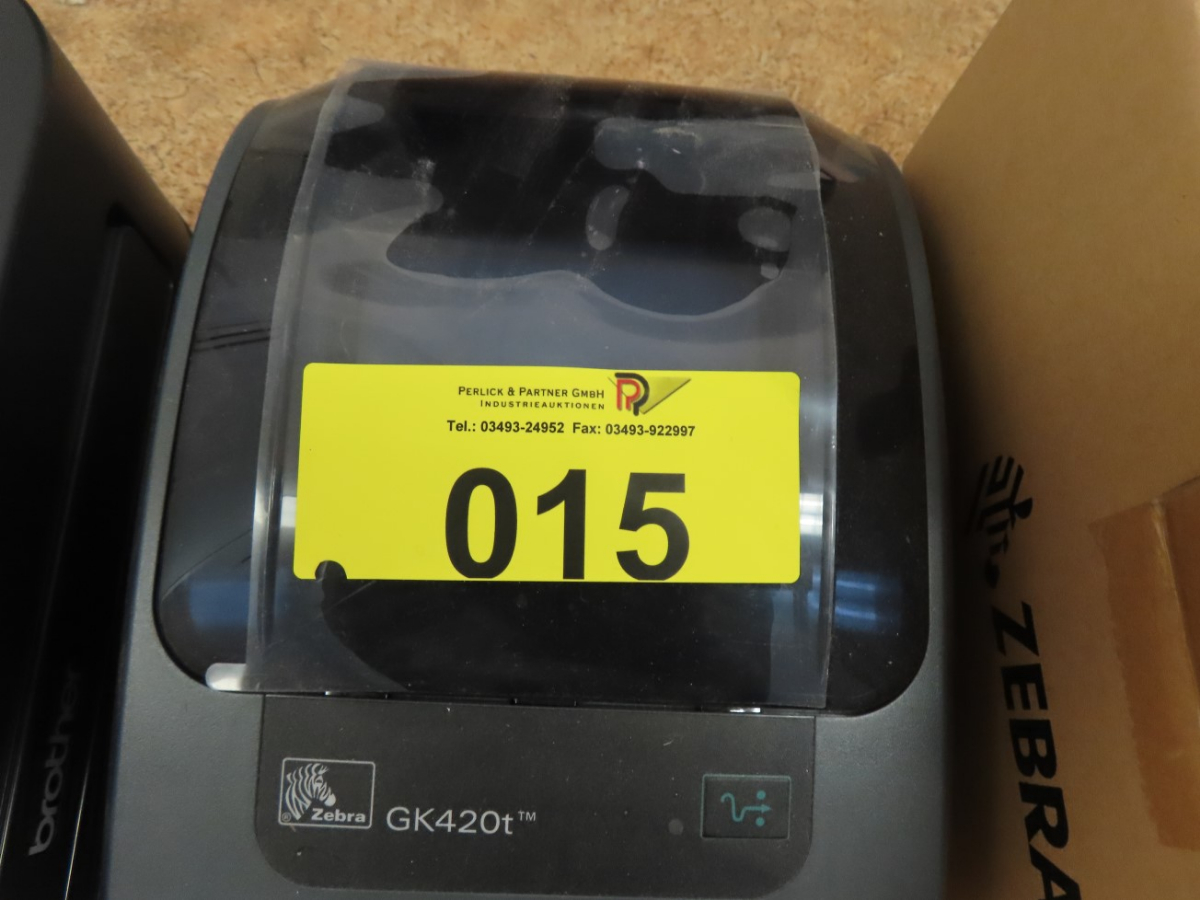 PERLICK & PARTNER GMBH
INDUSTRIEAUKTIONEN
Tel.: 03493-24952 Fax: 03493-922997
015
Zebra
®
GK420t™
brother
ZEBRA